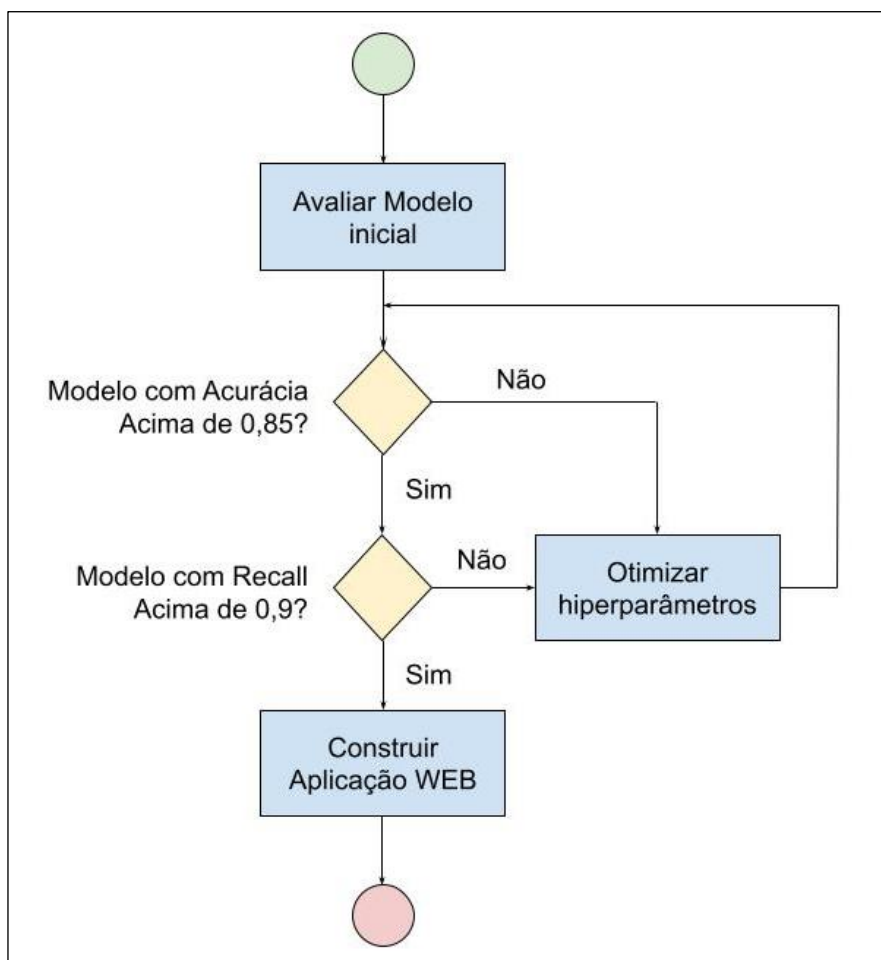 Avaliar Modelo
inicial
Modelo com Acurácia
Acima de 0,85?
Não
Sim
Modelo com Recall
Acima de 0,9?
Não
Otimizar
hiperparâmetros
Sim
Construir
Aplicação WEB